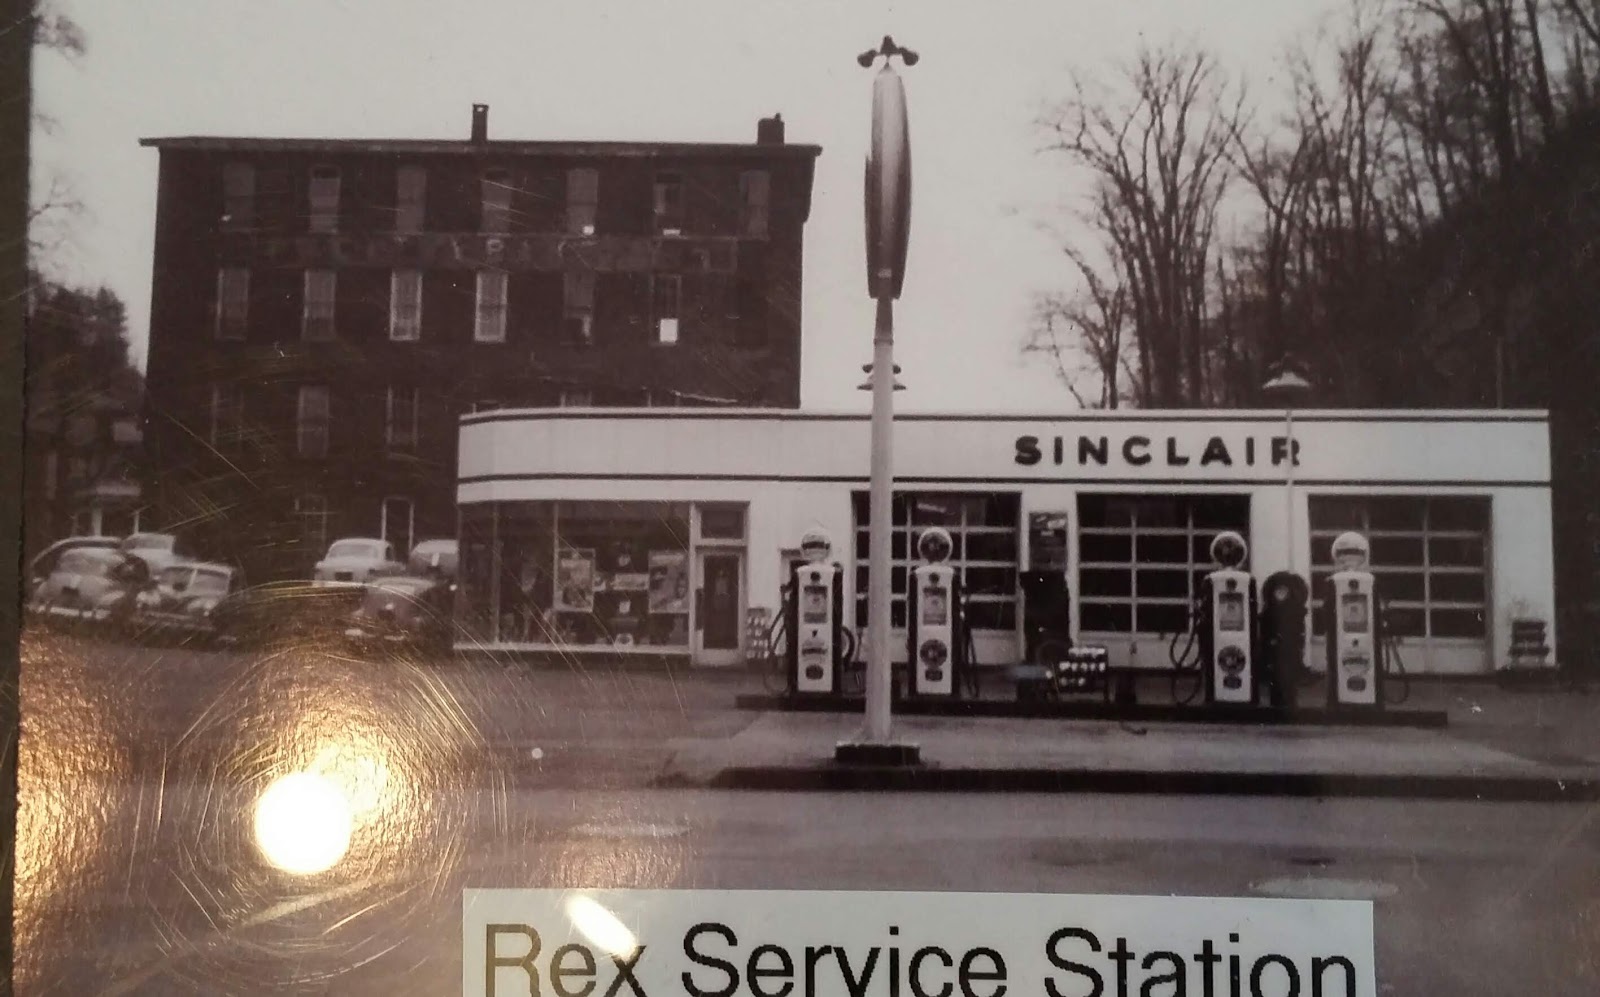 SINCLAIR
Rex Service Station